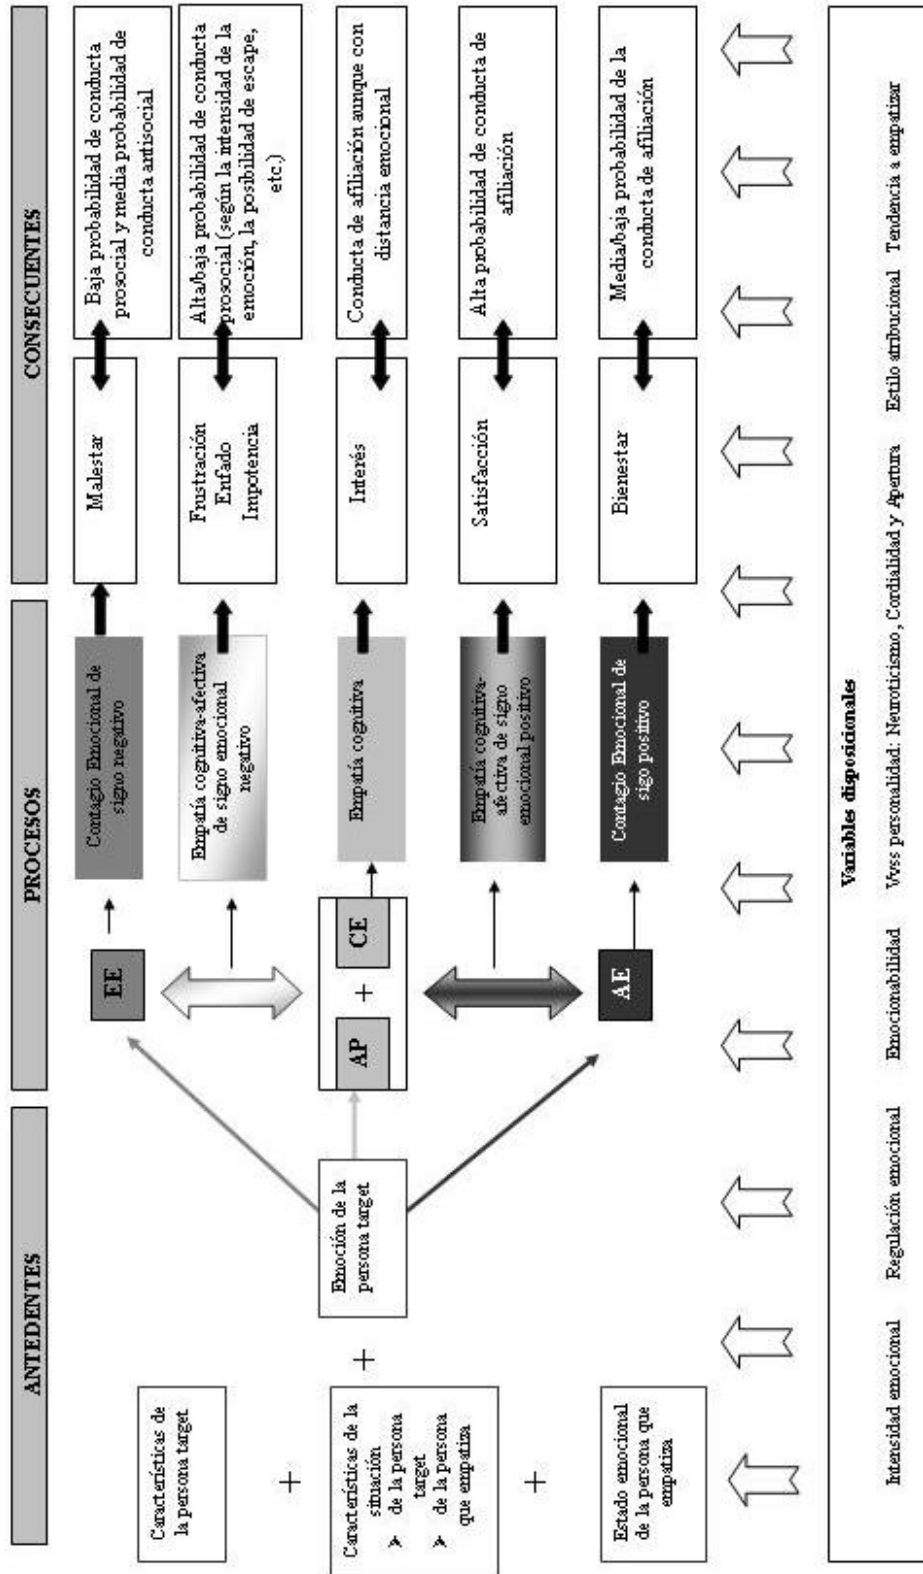 ANTEDENTES
PROCESOS
CONSECUENTES
Características de
la persona target
+
Características de la
situación
➢ de la persona
target
➢ de la persona
que empatiza
+
Estado emocional
de la persona que
empatiza
+
Emoción de la
persona target
EE
AP
+
CE
AE
Contagio Emocional de
signo negativo
Empatía cognitiva-afectiva
de signo emocional
negativo
Empatía cognitiva
Empatía cognitiva-
afectiva de signo
emocional positivo
Contagio Emocional de
sigo positivo
Malestar
Frustración
Enfado
Impotencia
Interés
Satisfacción
Bienestar
Baja probabilidad de conducta
prosocial y media probabilidad de
conducta antisocial
Alta/baja probabilidad de conducta
prosocial (según la intensidad de la
emoción, la posibilidad de escape,
etc.)
Conducta de afiliación aunque con
distancia emocional
Alta probabilidad de conducta de
afiliación
Media/baja probabilidad de la
conducta de afiliación
Variables disposicionales
Intensidad emocional Regulación emocional Emocionabilidad Vvss personalidad: Neuroticismo, Cordialidad y Apertura Estilo atribucional Tendencia a empatizar